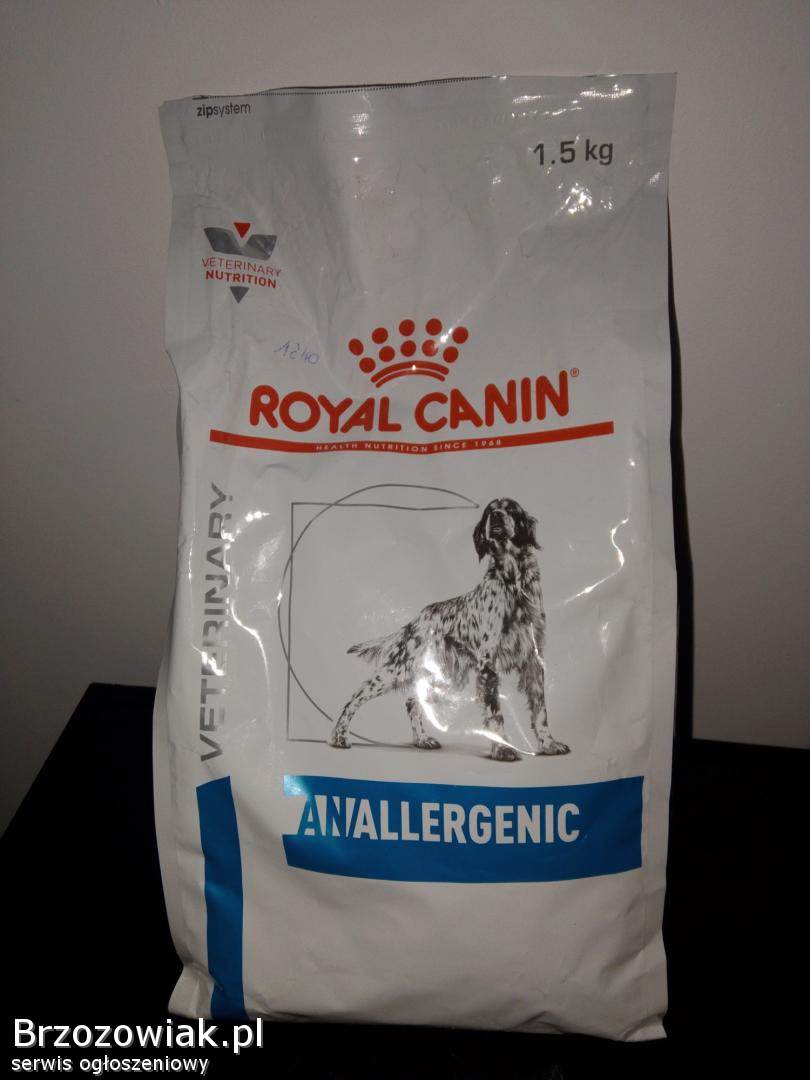 zipsystem
1.5 kg
VETERINARY
NUTRITION
ROYAL CANIN®
HEALTH NUTRITION SINCE 1968
VETERINARY
ANALLERGENIC
Brzozowiak.pl
serwis ogłoszeniowy